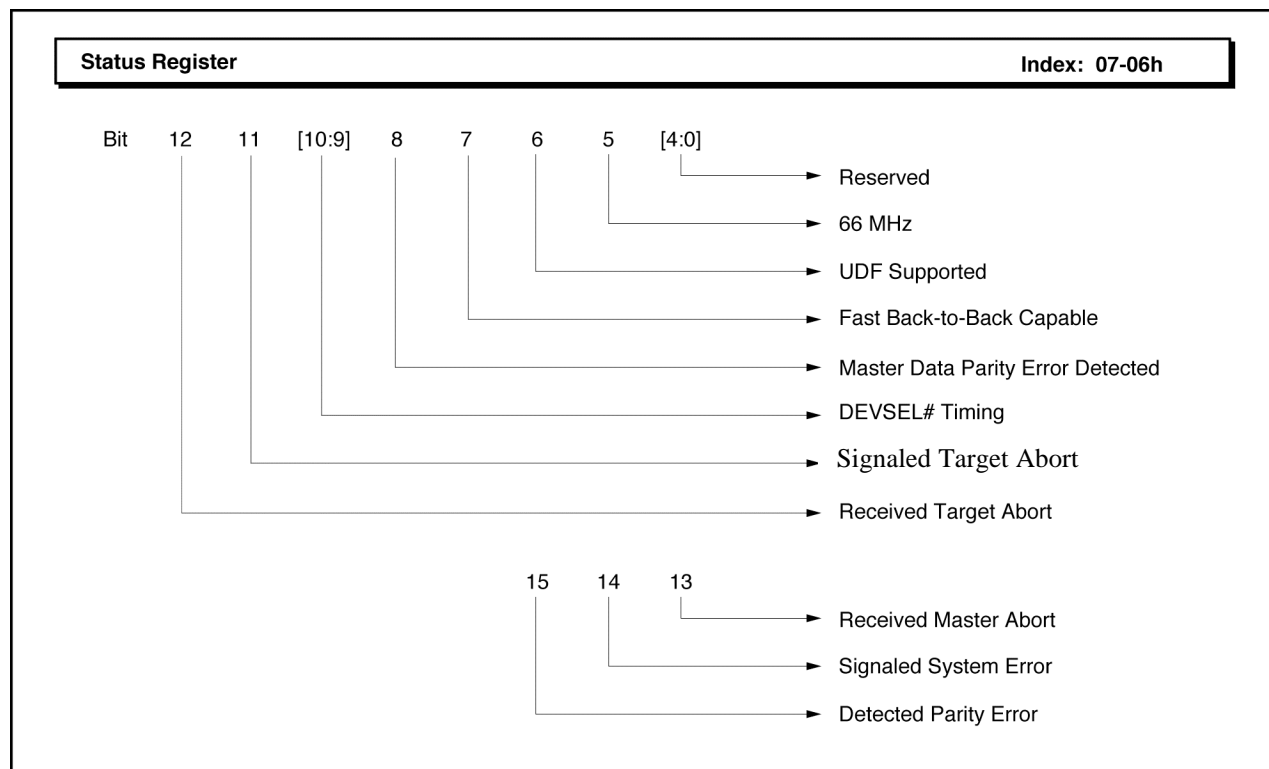 Status Register Index: 07-06h
Bit 12 11 [10:9] 8 7 6 5 [4:0]
Reserved
66 MHz
UDF Supported
Fast Back-to-Back Capable
Master Data Parity Error Detected
DEVSEL# Timing
Signaled Target Abort
Received Target Abort
15 14 13
Received Master Abort
Signaled System Error
Detected Parity Error